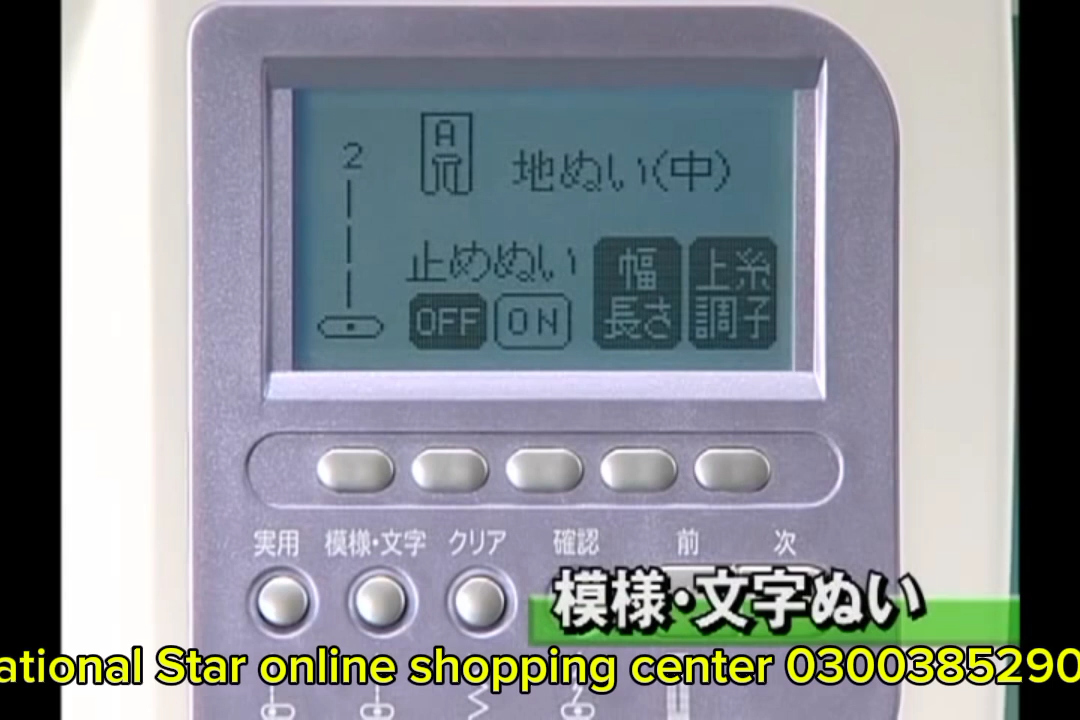 2
A
地ぬい(中)
止めぬい
OFF ON
幅
長さ
上糸
調子
実用 模様・文字 クリア 確認 前 次
模様・文字ぬい
ational Star online shopping center 0300385290